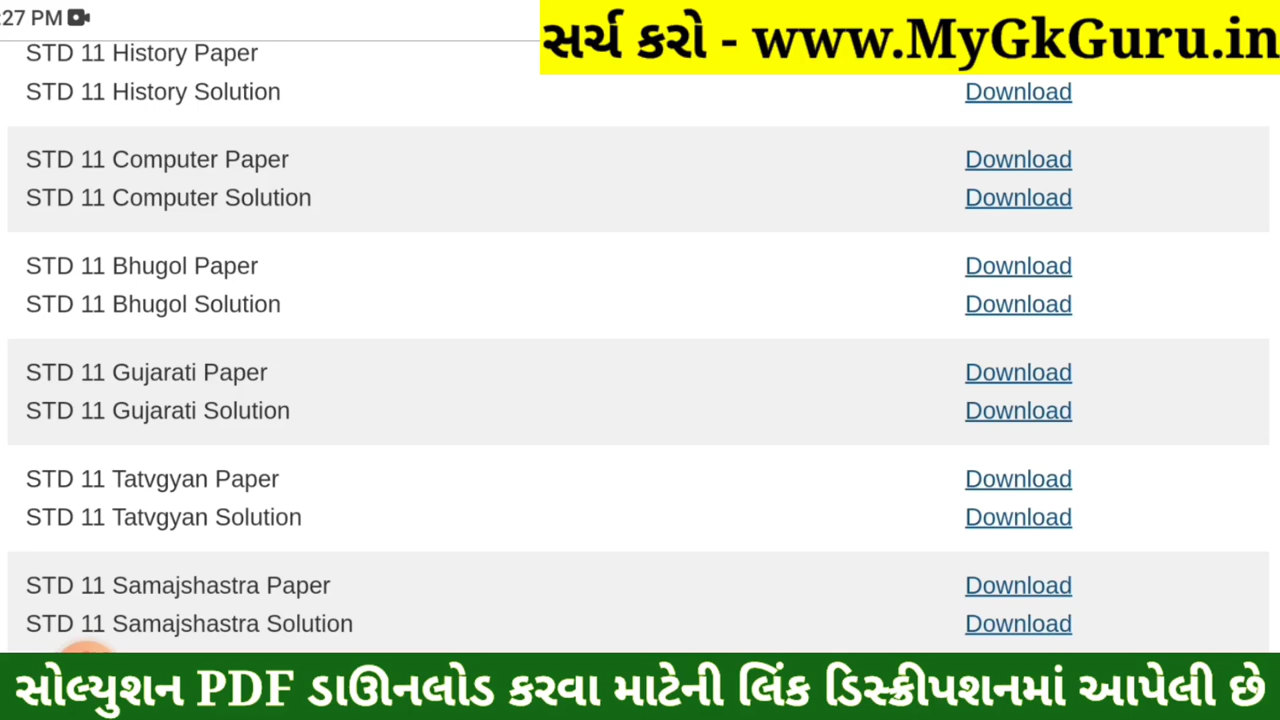 :27 PM
સર્ચ કરો - www.MyGkGuru.in
STD 11 History Paper
STD 11 History Solution Download
STD 11 Computer Paper Download
STD 11 Computer Solution Download
STD 11 Bhugol Paper Download
STD 11 Bhugol Solution Download
STD 11 Gujarati Paper Download
STD 11 Gujarati Solution Download
STD 11 Tatvgyan Paper Download
STD 11 Tatvgyan Solution Download
STD 11 Samajshastra Paper Download
STD 11 Samajshastra Solution Download
સોલ્યુશન PDF ડાઊનલોડ કરવા માટેની લિંક ડિસ્ક્રીપશનમાં આપેલી છે